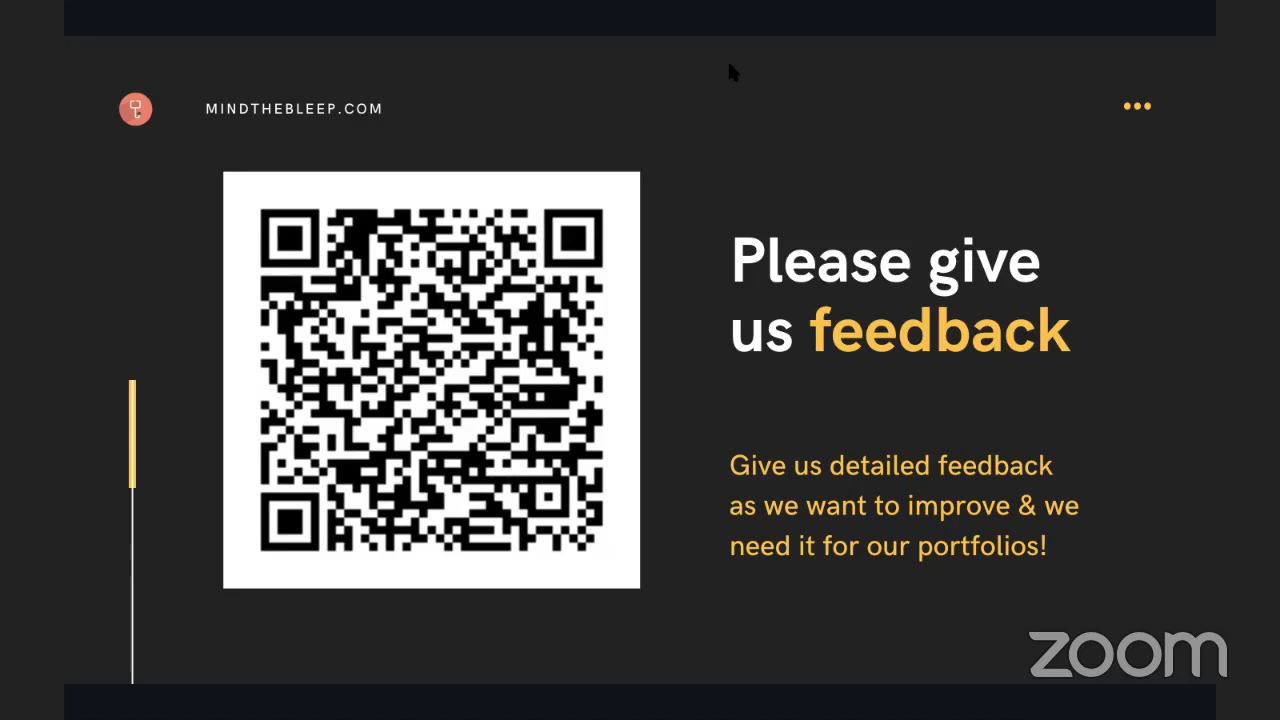 MINDTHEBLEEP.COM
Please give
us feedback
Give us detailed feedback
as we want to improve & we
need it for our portfolios!
zoom